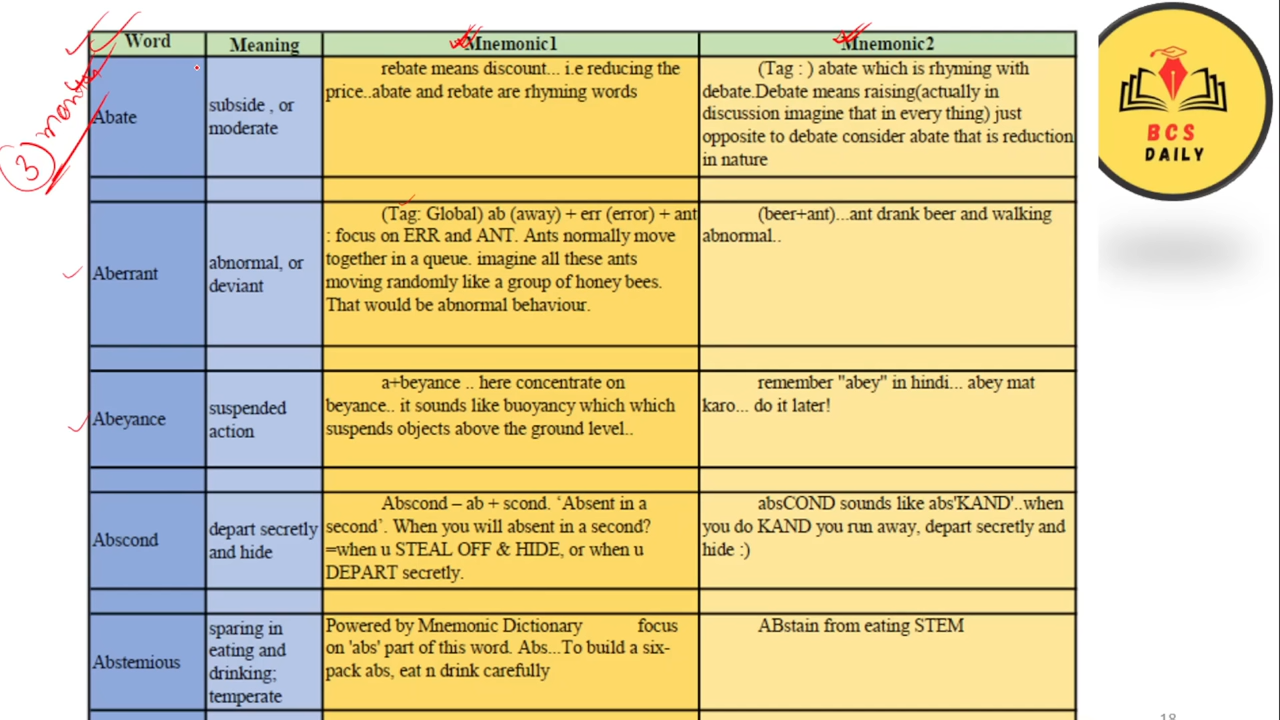 Word Meaning Mnemonic1 Mnemonic2
3 months
Abate
subside , or
moderate
rebate means discount... i.e reducing the
price..abate and rebate are rhyming words
(Tag : ) abate which is rhyming with
debate.Debate means raising(actually in
discussion imagine that in every thing) just
opposite to debate consider abate that is reduction
in nature
Aberrant
abnormal, or
deviant
(Tag: Global) ab (away) + err (error) + ant
: focus on ERR and ANT. Ants normally move
together in a queue. imagine all these ants
moving randomly like a group of honey bees.
That would be abnormal behaviour.
(beer+ant)...ant drank beer and walking
abnormal..
Abeyance
suspended
action
a+beyance .. here concentrate on
beyance.. it sounds like buoyancy which which
suspends objects above the ground level..
remember "abey" in hindi... abey mat
karo... do it later!
Abscond
depart secretly
and hide
Abscond – ab + scond. ‘Absent in a
second’. When you will absent in a second?
=when u STEAL OFF & HIDE, or when u
DEPART secretly.
absCOND sounds like abs'KAND'..when
you do KAND you run away, depart secretly and
hide :)
Abstemious
sparing in
eating and
drinking;
temperate
Powered by Mnemonic Dictionary focus
on 'abs' part of this word. Abs...To build a six-
pack abs, eat n drink carefully
ABstain from eating STEM
BCS
DAILY
18